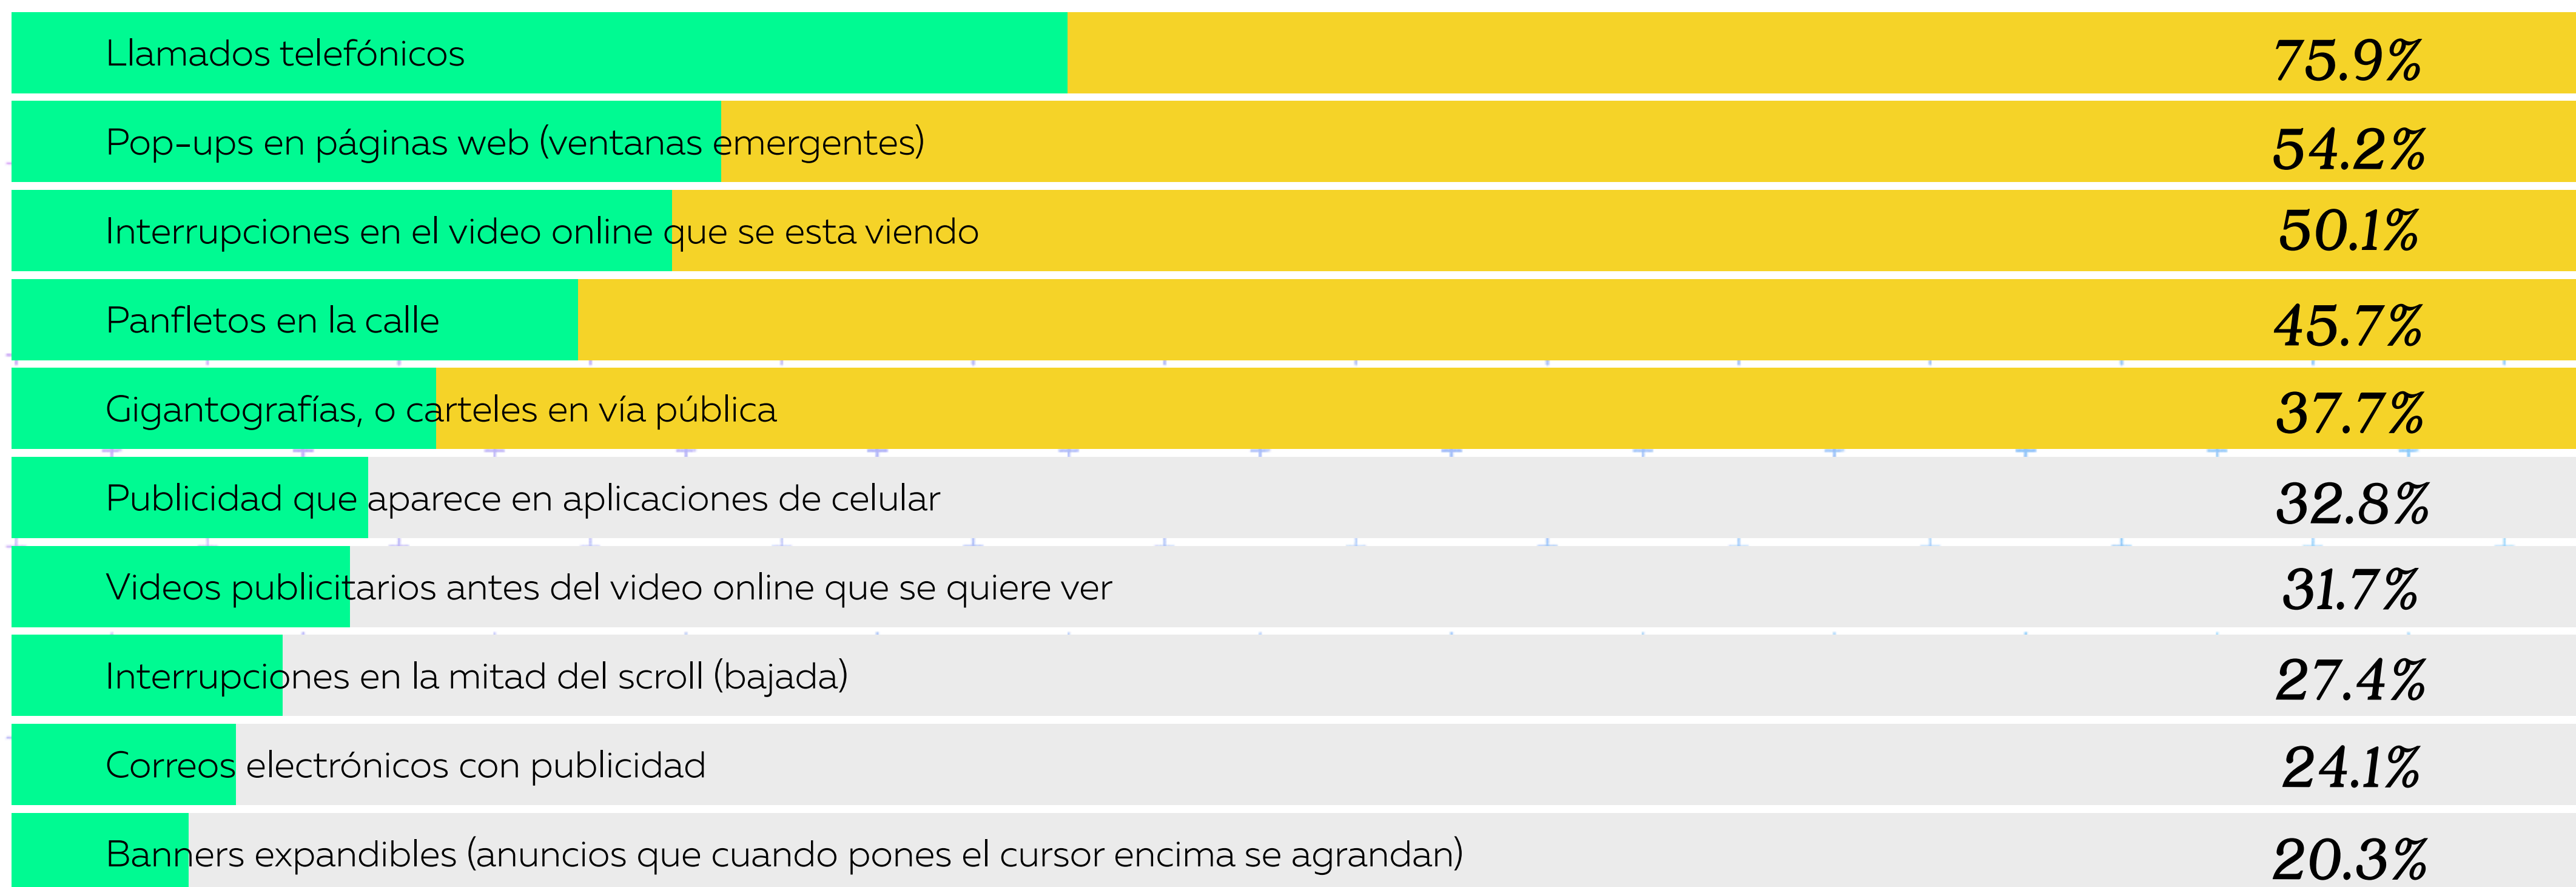 Llamados telefónicos 75.9%
Pop-ups en páginas web (ventanas emergentes) 54.2%
Interrupciones en el video online que se esta viendo 50.1%
Panfletos en la calle 45.7%
Gigantografías, o carteles en vía pública 37.7%
Publicidad que aparece en aplicaciones de celular 32.8%
Videos publicitarios antes del video online que se quiere ver 31.7%
Interrupciones en la mitad del scroll (bajada) 27.4%
Correos electrónicos con publicidad 24.1%
Banners expandibles (anuncios que cuando pones el cursor encima se agrandan) 20.3%